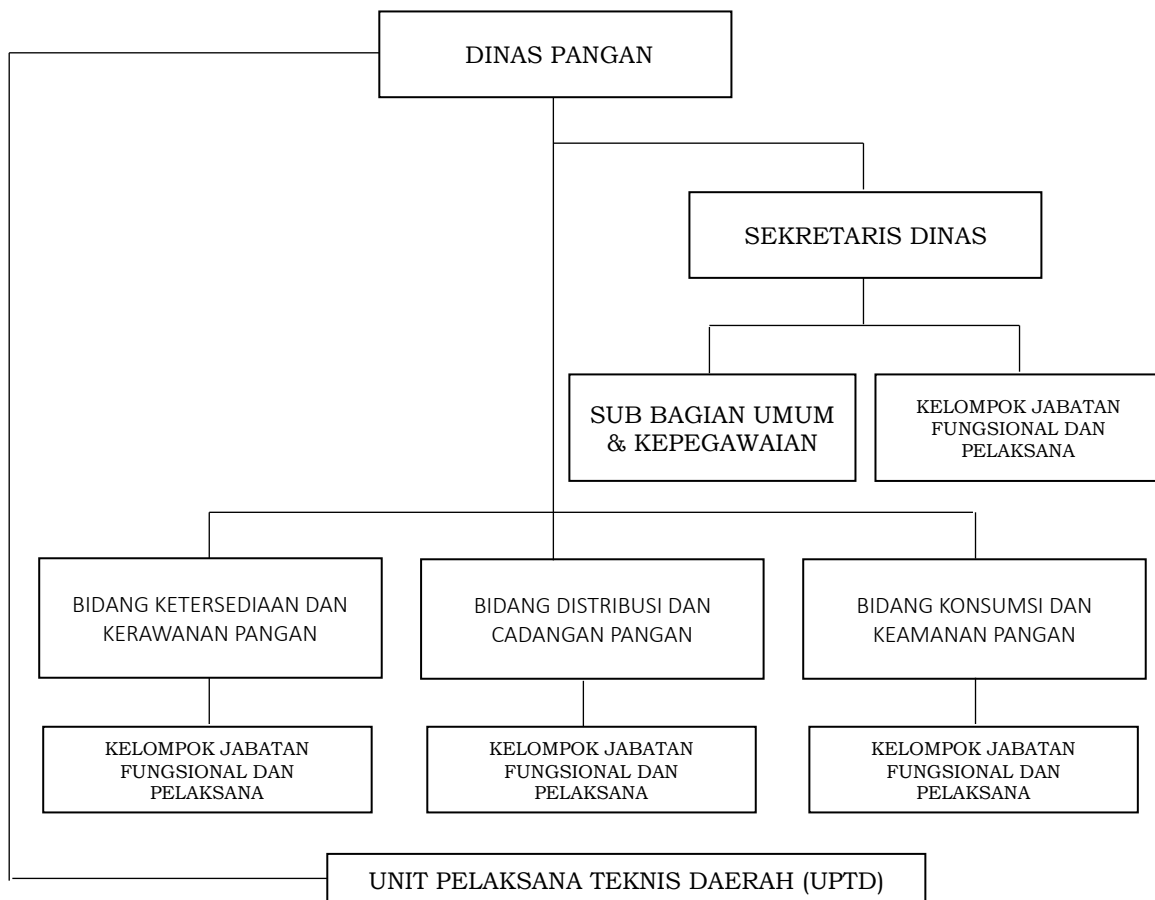 DINAS PANGAN
SEKRETARIS DINAS
SUB BAGIAN UMUM
& KEPEGAWAIAN
KELOMPOK JABATAN
FUNGSIONAL DAN
PELAKSANA
BIDANG KETERSEDIAAN DAN
KERAWANAN PANGAN
BIDANG DISTRIBUSI DAN
CADANGAN PANGAN
BIDANG KONSUMSI DAN
KEAMANAN PANGAN
KELOMPOK JABATAN
FUNGSIONAL DAN
PELAKSANA
KELOMPOK JABATAN
FUNGSIONAL DAN
PELAKSANA
KELOMPOK JABATAN
FUNGSIONAL DAN
PELAKSANA
UNIT PELAKSANA TEKNIS DAERAH (UPTD)